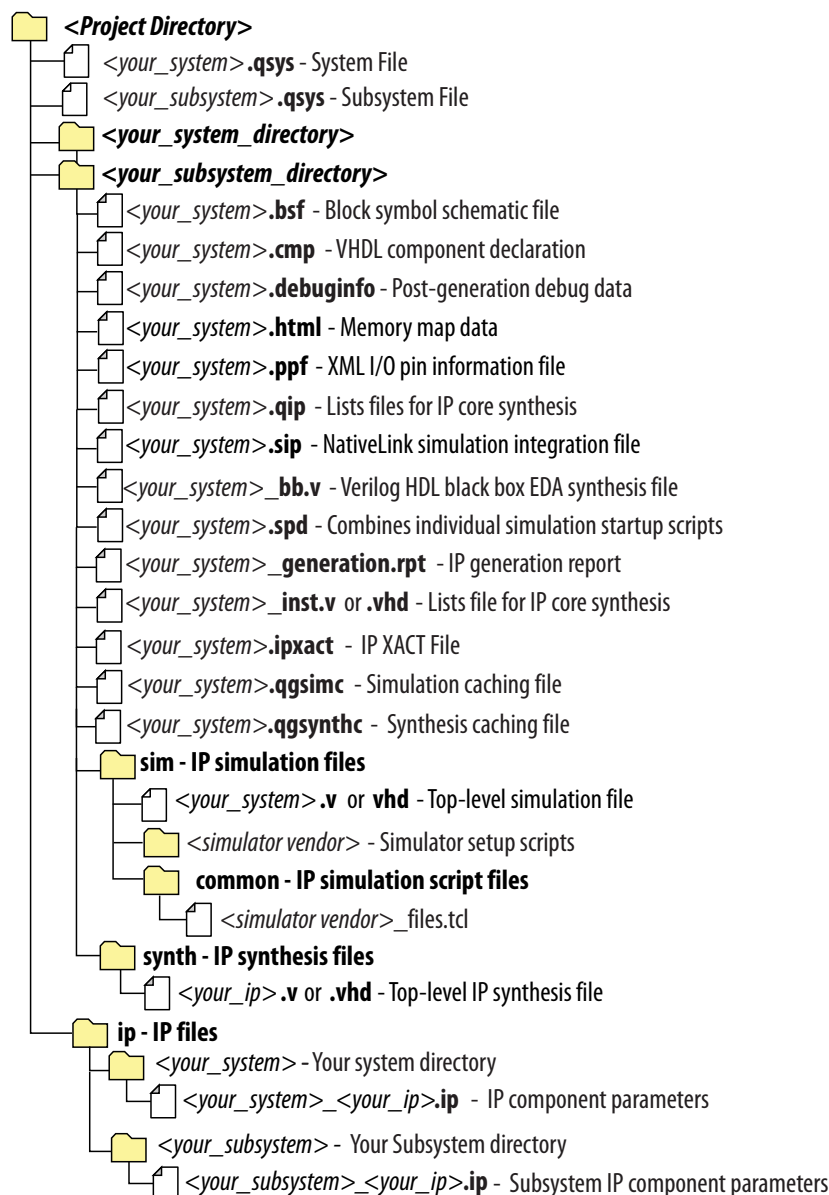 <Project Directory>
<your_system>.qsys - System File
<your_subsystem>.qsys - Subsystem File
<your_system_directory>
<your_subsystem_directory>
<your_system>.bsf - Block symbol schematic file
<your_system>.cmp - VHDL component declaration
<your_system>.debuginfo - Post-generation debug data
<your_system>.html - Memory map data
<your_system>.ppf - XML I/O pin information file
<your_system>.qip - Lists files for IP core synthesis
<your_system>.sip - NativeLink simulation integration file
<your_system>_bb.v - Verilog HDL black box EDA synthesis file
<your_system>.spd - Combines individual simulation startup scripts
<your_system>_generation.rpt - IP generation report
<your_system>_inst.v or .vhd - Lists file for IP core synthesis
<your_system>.ipxact - IP XACT File
<your_system>.qgsimc - Simulation caching file
<your_system>.qgsynthc - Synthesis caching file
sim - IP simulation files
<your_system>.v or vhd - Top-level simulation file
<simulator vendor> - Simulator setup scripts
common - IP simulation script files
<simulator vendor>_files.tcl
synth - IP synthesis files
<your_ip>.v or .vhd - Top-level IP synthesis file
ip - IP files
<your_system> - Your system directory
<your_system>_<your_ip>.ip - IP component parameters
<your_subsystem> - Your Subsystem directory
<your_subsystem>_<your_ip>.ip - Subsystem IP component parameters